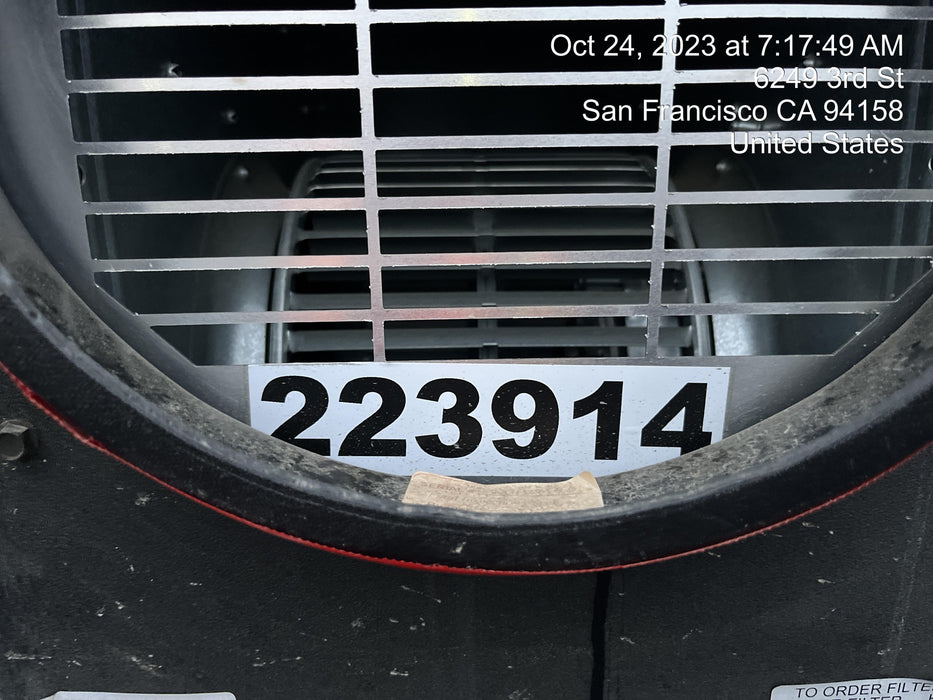 Oct 24, 2023 at 7:17:49 AM
6249 3rd St
San Francisco CA 94158
United States
223914
TO ORDER FILTE